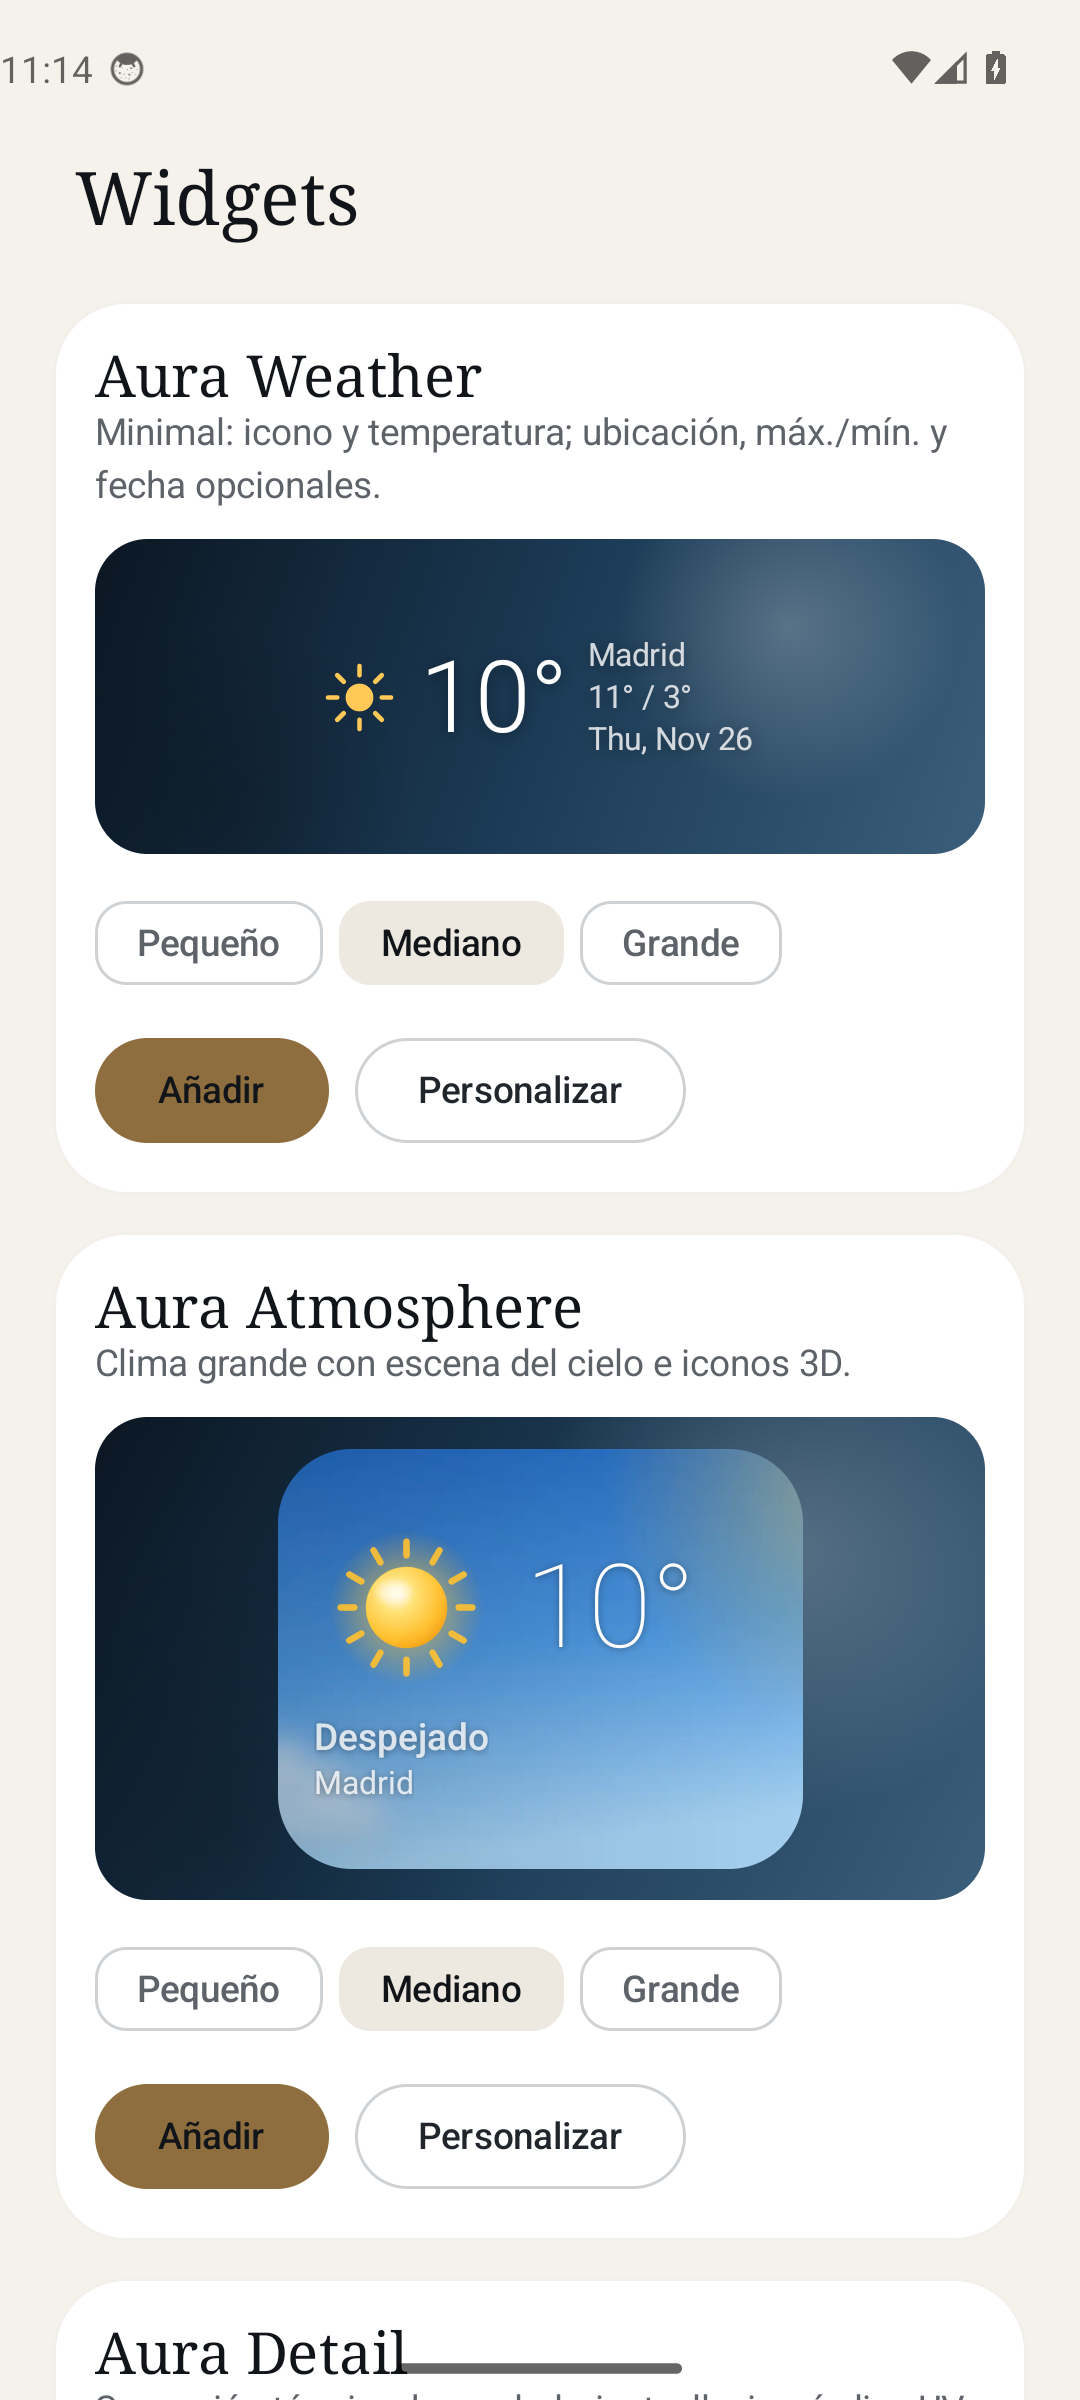 11:14
Widgets
Aura Weather
Minimal: icono y temperatura; ubicación, máx./mín. y
fecha opcionales.
10°
Madrid
11° / 3°
Thu, Nov 26
Pequeño
Mediano
Grande
Añadir
Personalizar
Aura Atmosphere
Clima grande con escena del cielo e iconos 3D.
10°
Despejado
Madrid
Pequeño
Mediano
Grande
Añadir
Personalizar
Aura Detail